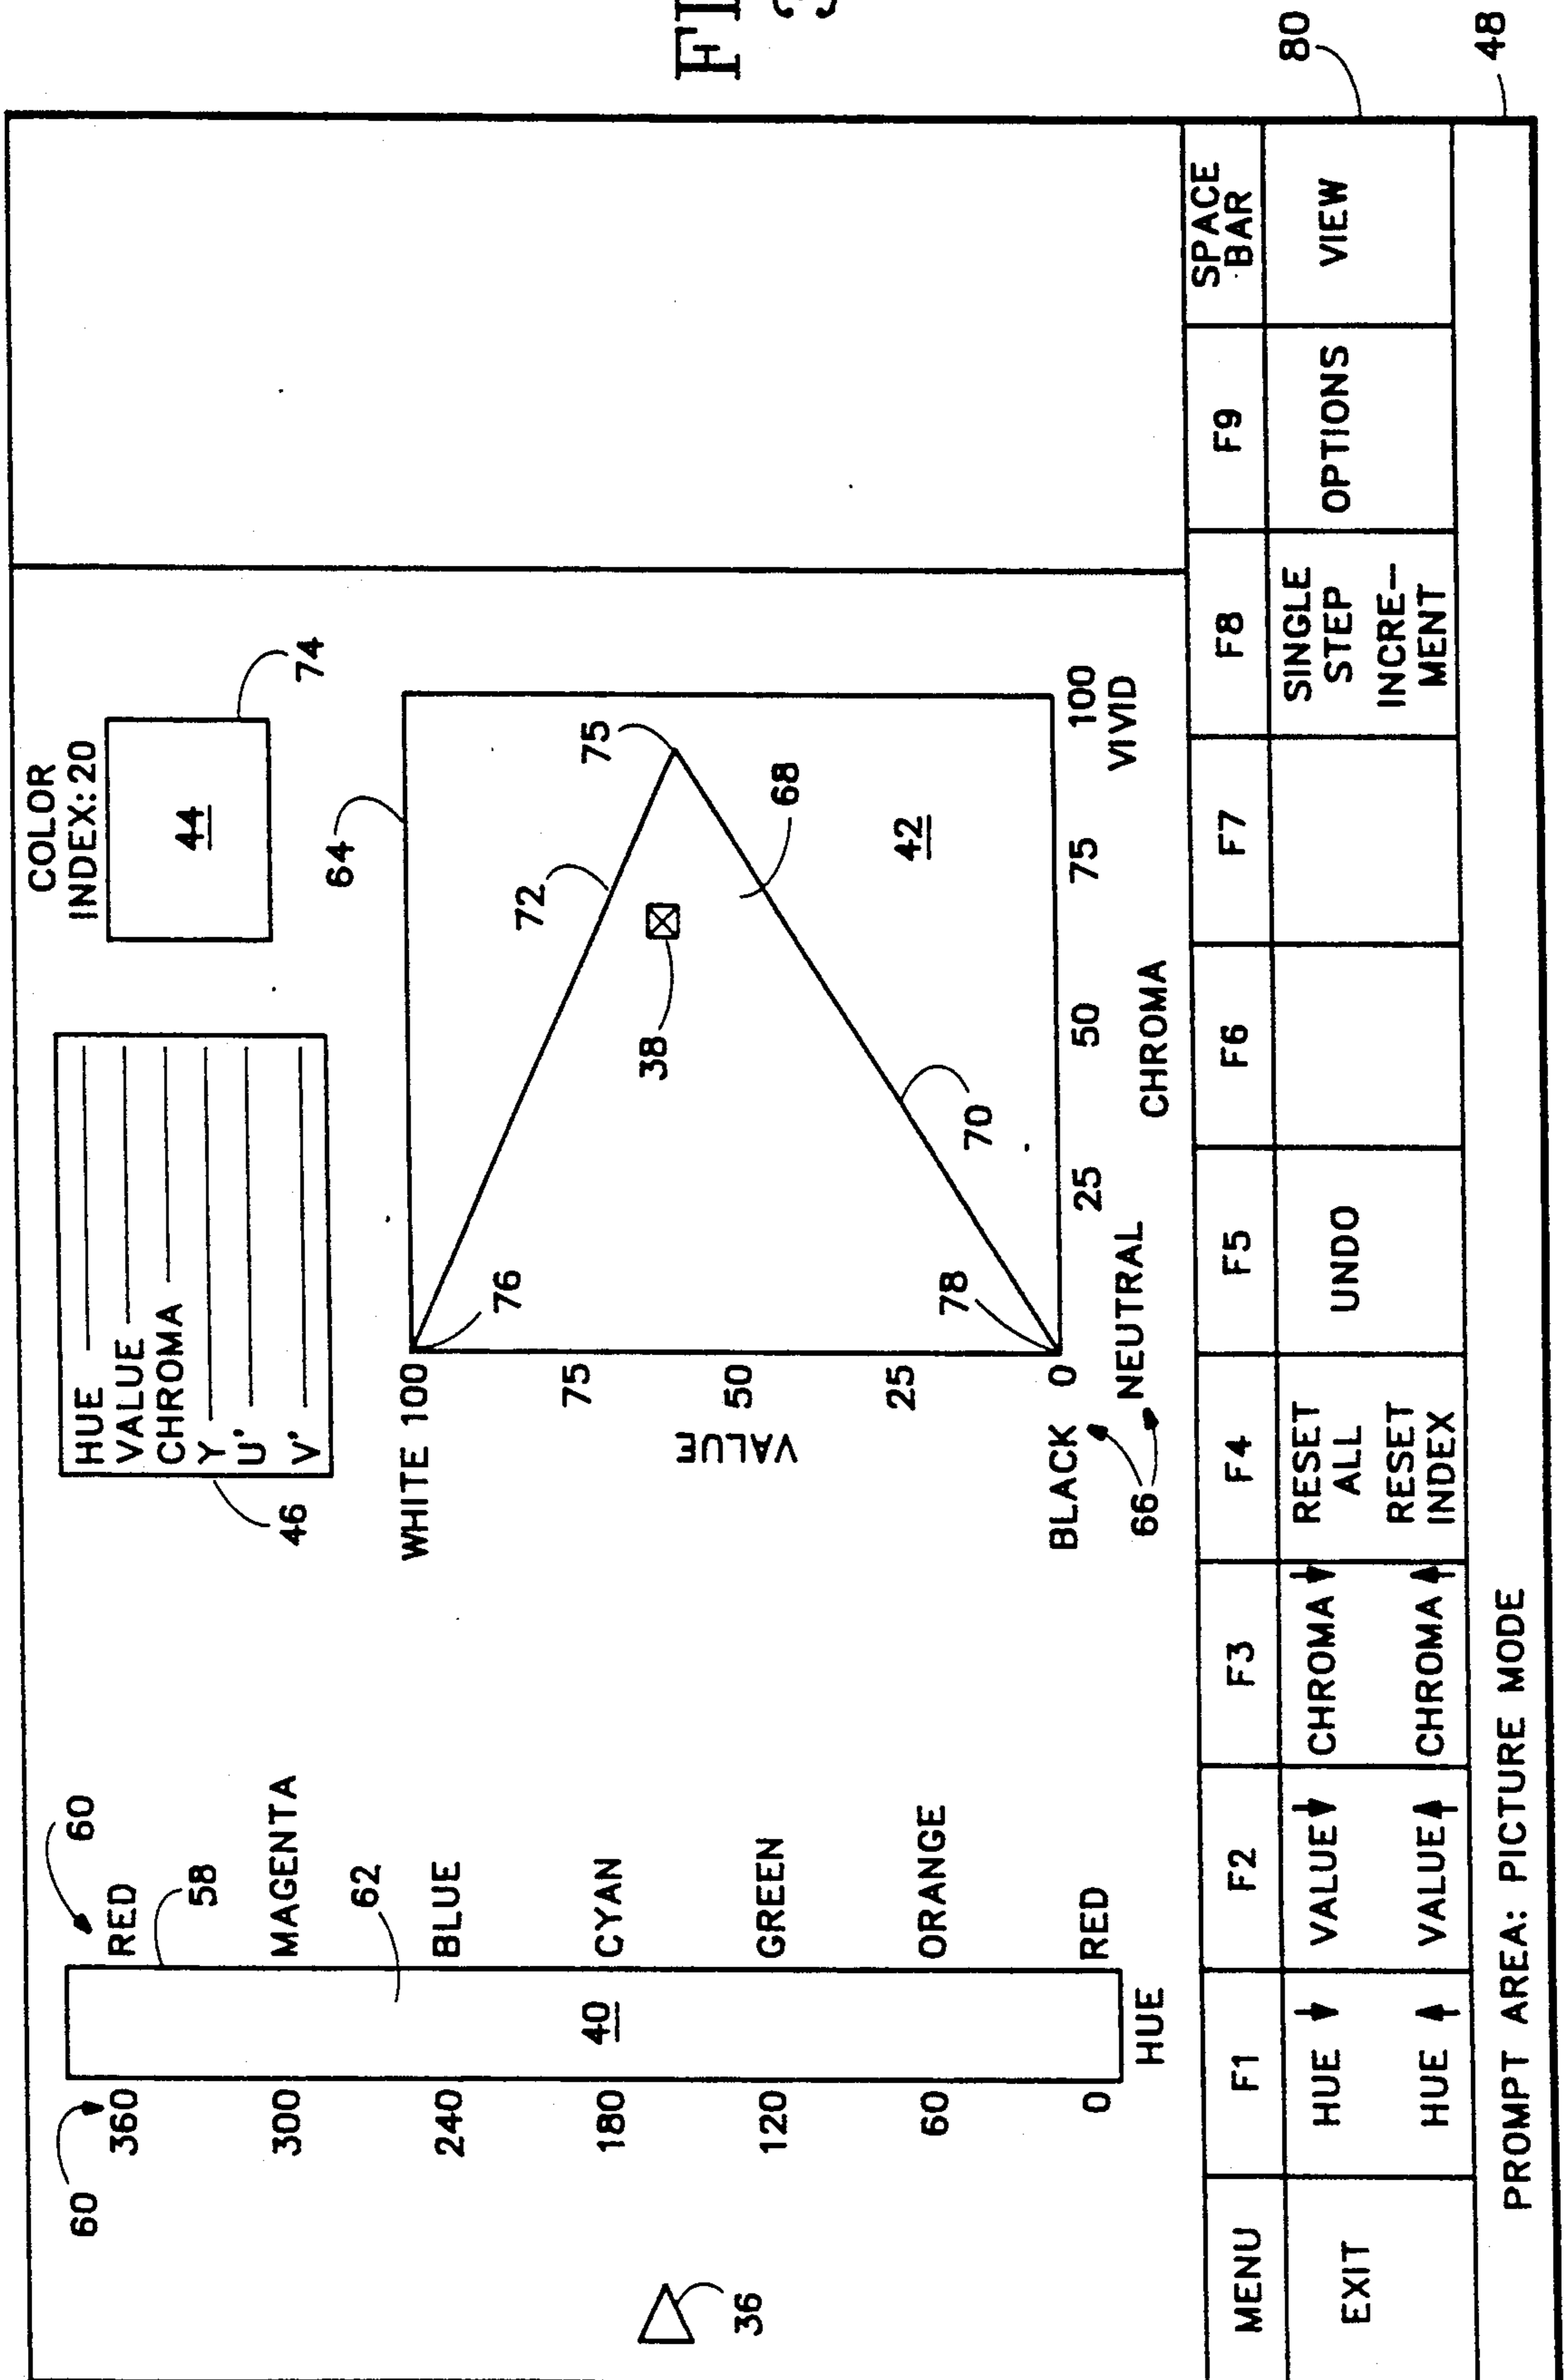 60
60
360
RED
58
300
MAGENTA
62
240
BLUE
180
40
CYAN
120
GREEN
60
ORANGE
0
RED
HUE
36
HUE
VALUE
CHROMA
Y
U'
V'
46
COLOR
INDEX:20
44
74
64
WHITE 100
76
72
75
75
VALUE
50
38
68
25
78
70
42
BLACK 0
25
50
75
100
66
NEUTRAL
CHROMA
VIVID
MENU
F1
F2
F3
F4
F5
F6
F7
F8
F9
SPACE
BAR
EXIT
HUE
HUE
VALUE
VALUE
CHROMA
CHROMA
RESET
ALL
RESET
INDEX
UNDO
SINGLE
STEP
INCRE—
MENT
OPTIONS
VIEW
80
PROMPT AREA: PICTURE MODE
48